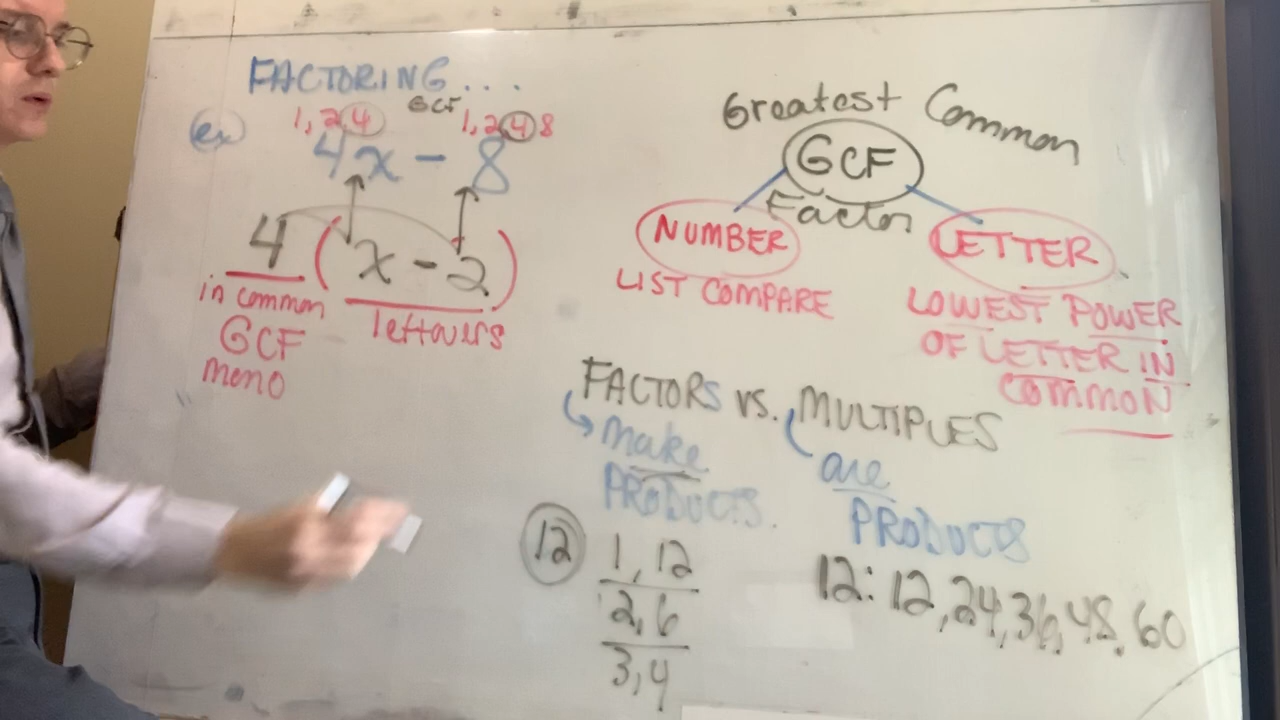 FACTORING...
GCF
ex
1, 2, 4
1, 2, 4 8
4x - 8
4 (x - 2)
in common
GCF
mono
leftovers
Greatest Common
GCF
Factor
NUMBER
LIST COMPARE
LETTER
LOWEST POWER
OF LETTER IN
COMMON
FACTORS vs. MULTIPLES
make
PRODUCTS.
are
PRODUCTS
12
1, 12
2, 6
3, 4
12: 12, 24, 36, 48, 60